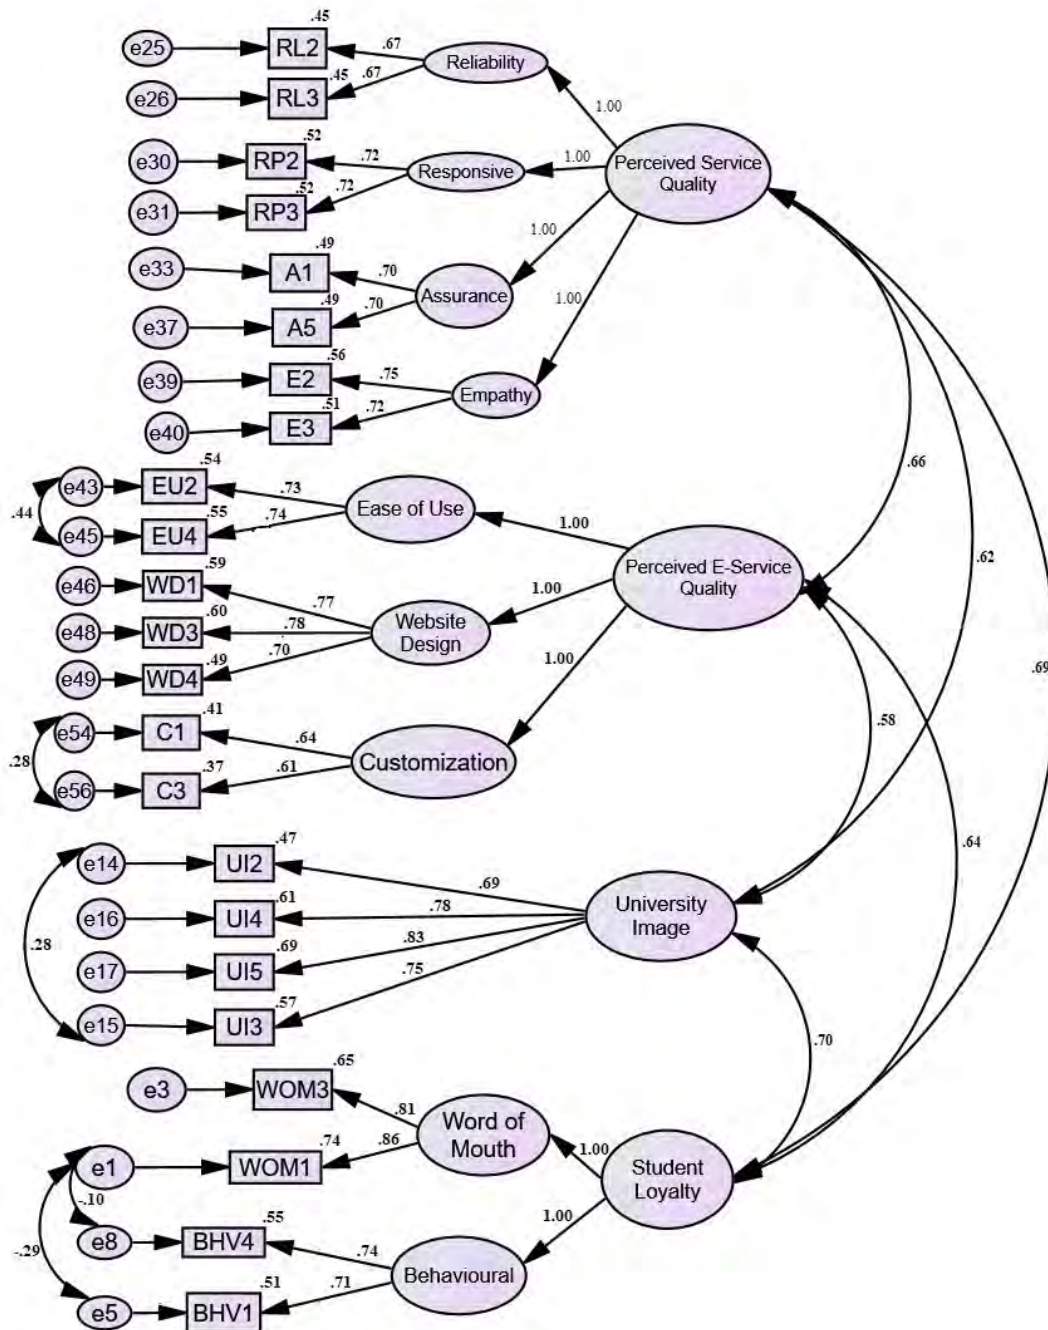 .45
e25 RL2 .67 Reliability
.45
e26 RL3 .67
1.00
.52
e30 RP2 .72 Responsive 1.00 Perceived Service
Quality
.52
e31 RP3 .72
.49
e33 A1 .70 1.00
Assurance
.49
e37 A5 .70 1.00
.56
e39 E2 .75 Empathy
.51
e40 E3 .72
.66
.54
e43 EU2 .73 Ease of Use
.44
.55
e45 EU4 .74 1.00
Perceived E-Service
Quality
.62
.59
e46 WD1 .77 1.00
.60
e48 WD3 .78 Website
Design
.49
e49 WD4 .70 1.00
.69
.41
e54 C1 .64 .58
.28 Customization
.37
e56 C3 .61
.47
e14 UI2 .69 .64
.61
e16 UI4 .78 University
Image
.28
.69
e17 UI5 .83
.57
e15 UI3 .75
.70
.65
e3 WOM3 .81 Word of
Mouth
.74
e1 WOM1 .86 1.00 Student
Loyalty
-.10
.55
e8 BHV4 .74 1.00
-.29
Behavioural
.51
e5 BHV1 .71